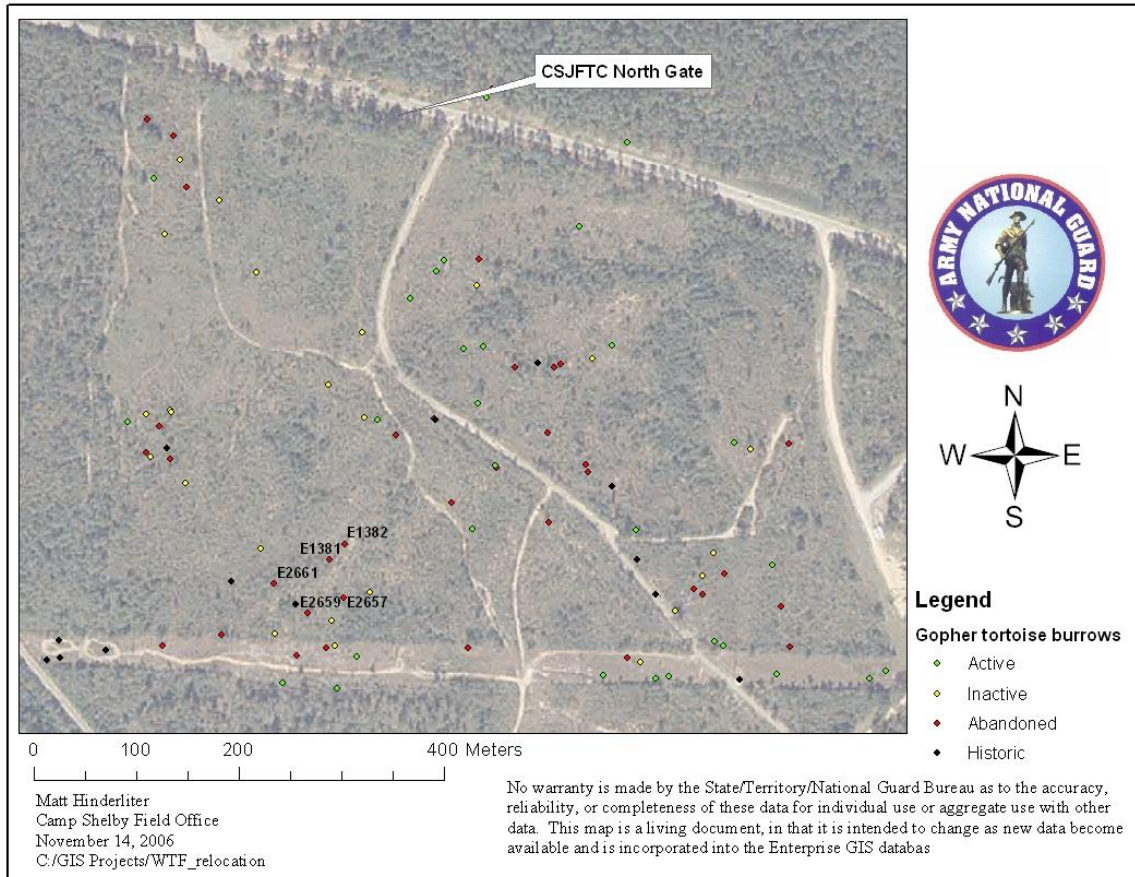 CSJFTC North Gate
ARMY NATIONAL GUARD
N
W E
S
E1382
E1381
E2661
E2659 E2657
Legend
Gopher tortoise burrows
Active
Inactive
Abandoned
Historic
0 100 200 400 Meters
Matt Hinderliter
Camp Shelby Field Office
November 14, 2006
C:/GIS Projects/WTF_relocation
No warranty is made by the State/Territory/National Guard Bureau as to the accuracy,
reliability, or completeness of these data for individual use or aggregate use with other
data. This map is a living document, in that it is intended to change as new data become
available and is incorporated into the Enterprise GIS databas